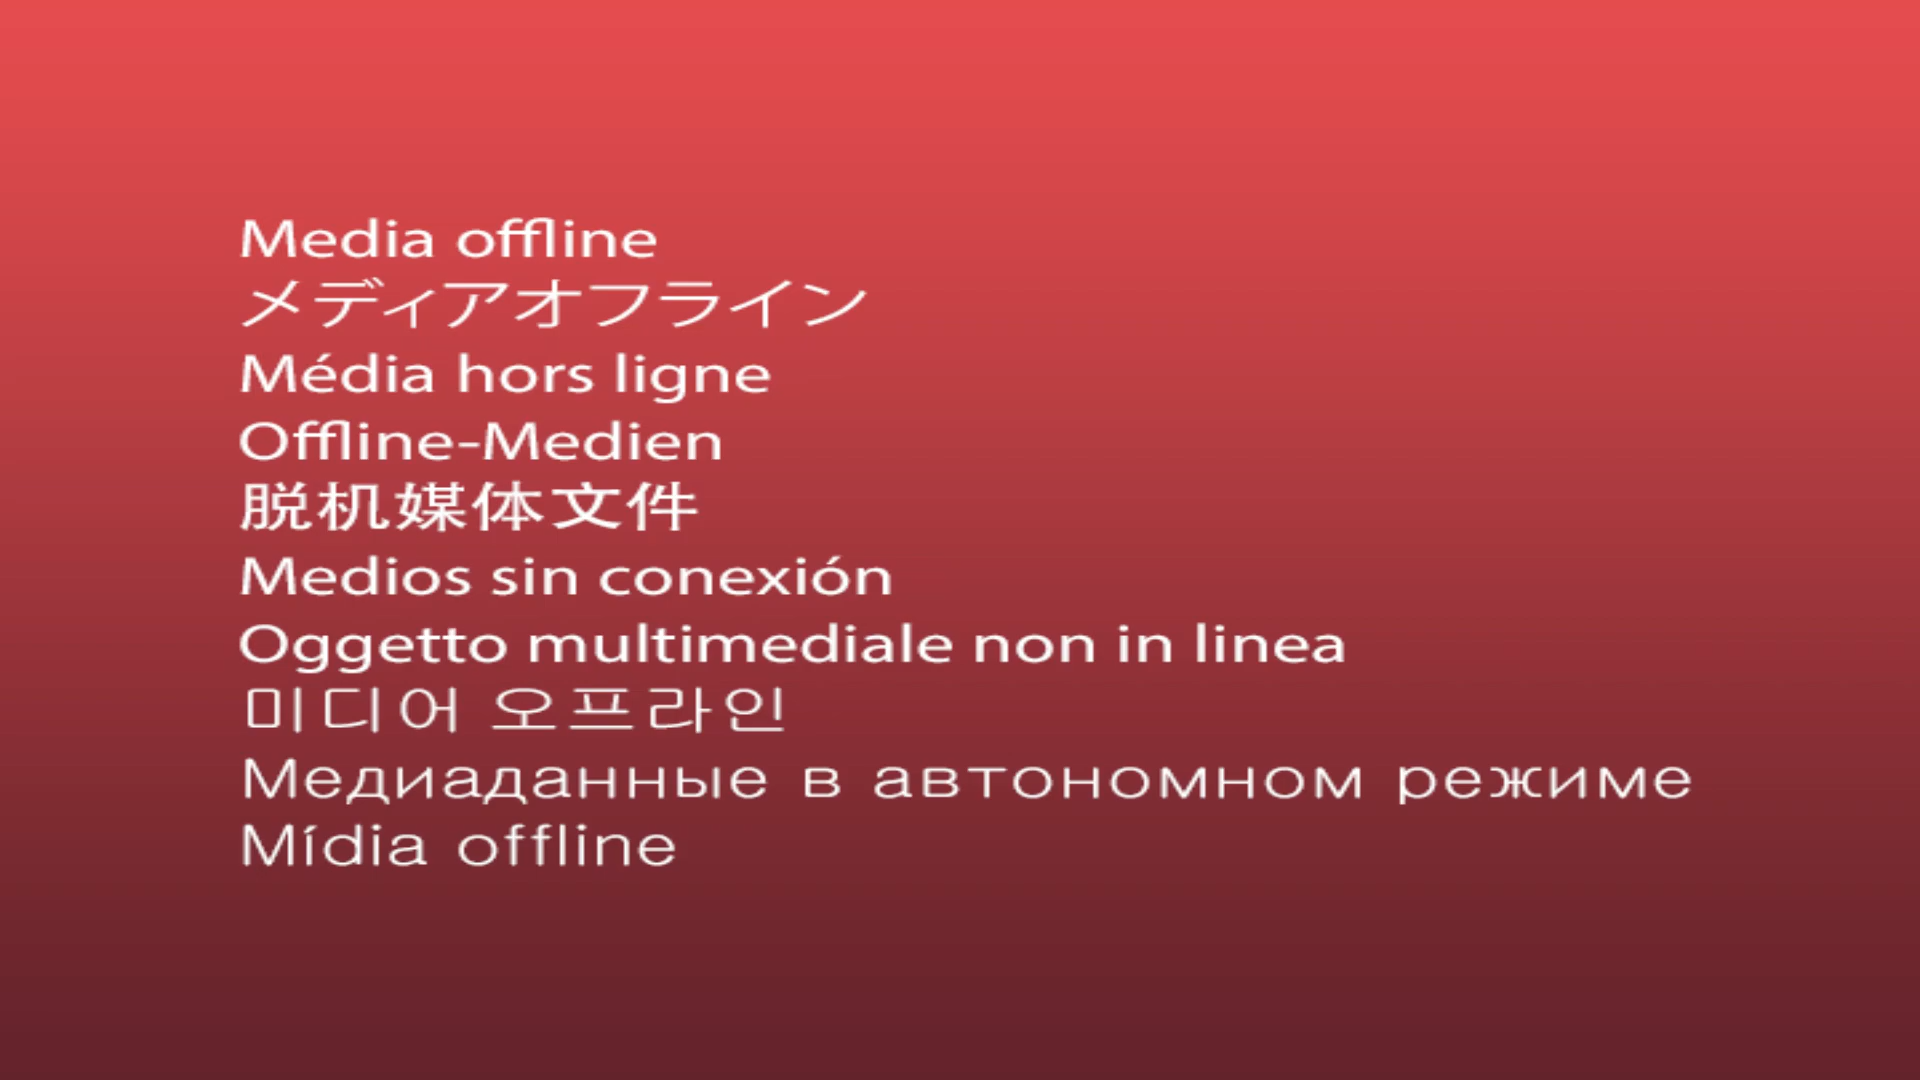 Media offline
メディアオフライン
Média hors ligne
Offline-Medien
脱机媒体文件
Medios sin conexión
Oggetto multimediale non in linea
미디어 오프라인
Медиаданные в автономном режиме
Mídia offline